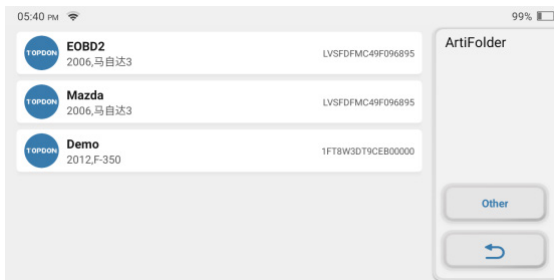 05:40 PM
99%
TOPDON
EOBD2
2006,马自达3
LVSFDFMC49F096895
TOPDON
Mazda
2006,马自达3
LVSFDFMC49F096895
TOPDON
Demo
2012,F-350
1FT8W3DT9CEB00000
ArtiFolder
Other